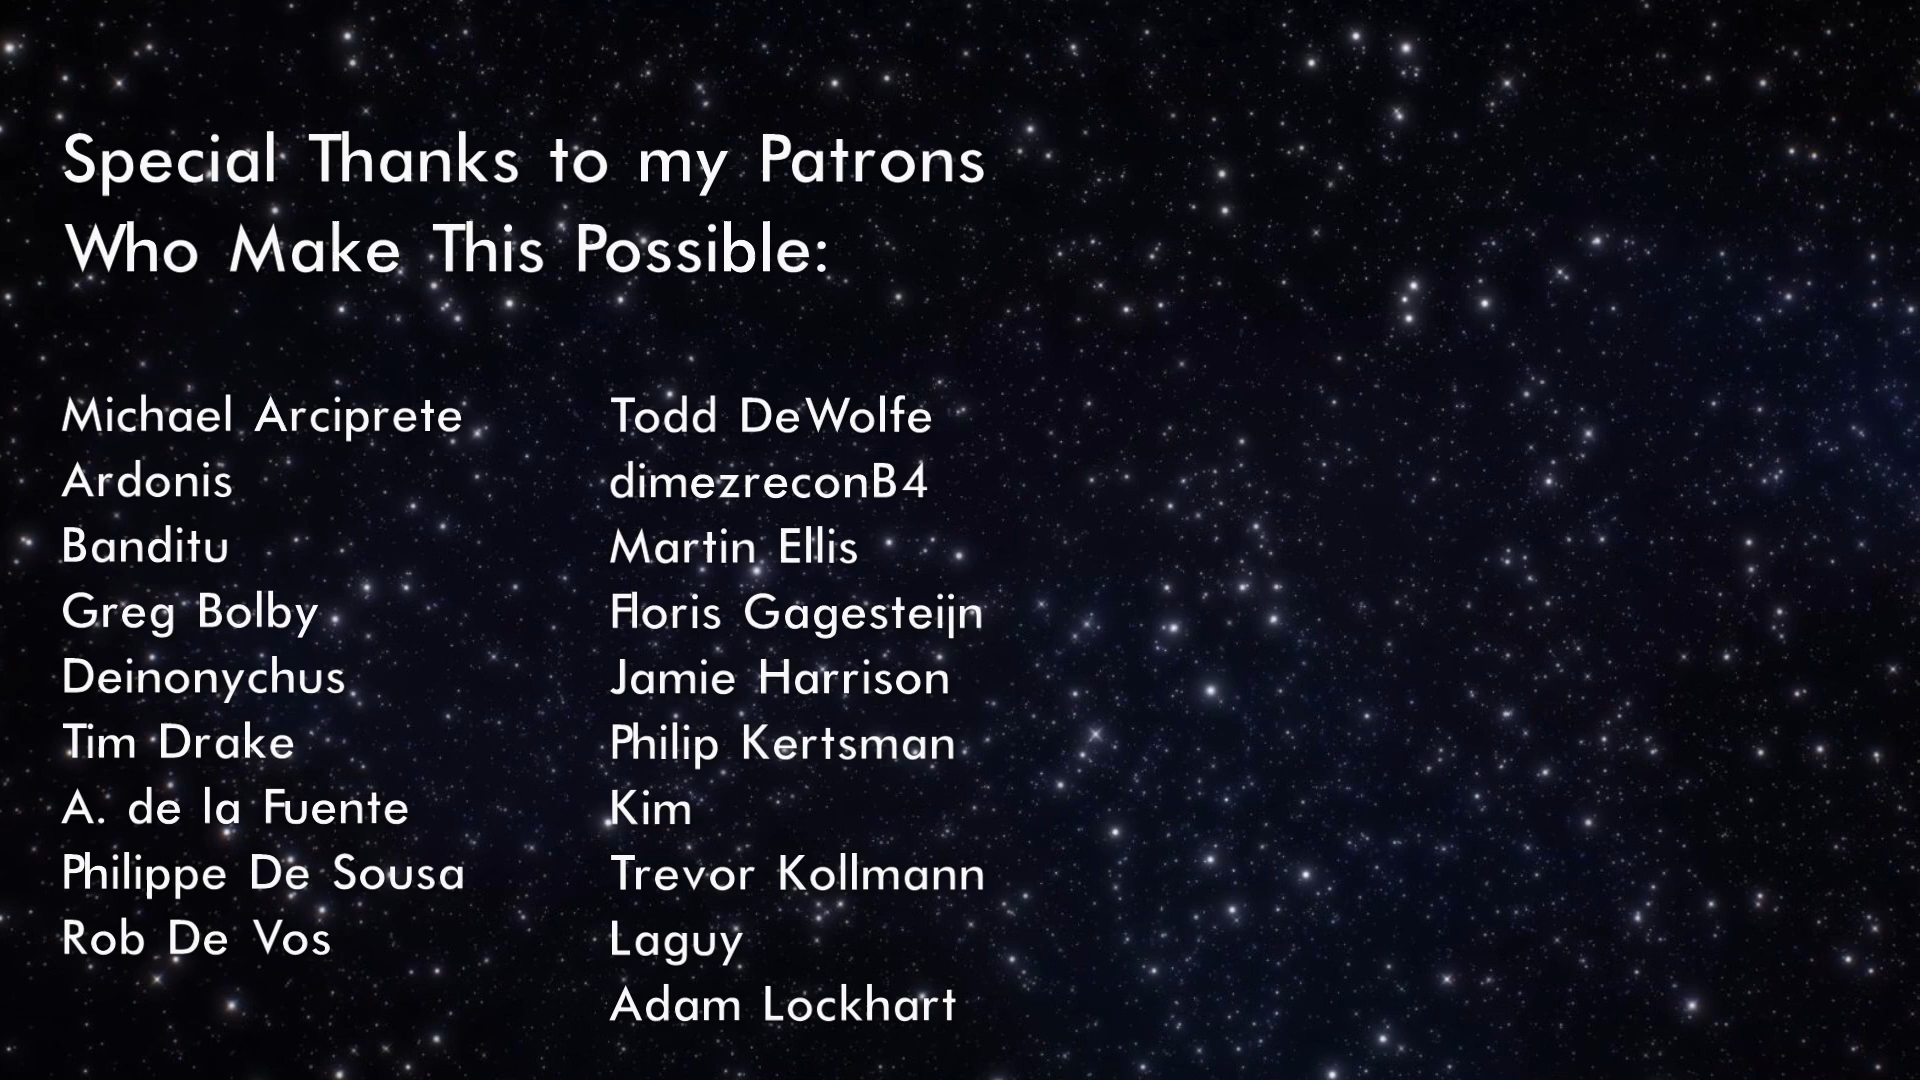 Special Thanks to my Patrons
Who Make This Possible:
Michael Arciprete
Ardonis
Banditu
Greg Bolby
Deinonychus
Tim Drake
A. de la Fuente
Philippe De Sousa
Rob De Vos
Todd DeWolfe
dimezreconB4
Martin Ellis
Floris Gagesteijn
Jamie Harrison
Philip Kertsman
Kim
Trevor Kollmann
Laguy
Adam Lockhart